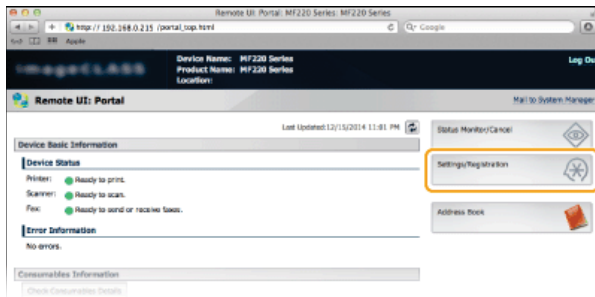 Remote UI: Portal: MF220 Series: MF220 Series
http://192.168.0.215/portal_top.html
Google
Apple
imageCLASS
Device Name: MF220 Series
Product Name: MF220 Series
Location:
Log Ou
Remote UI: Portal
Mail to System Manager
Last Updated:12/15/2014 11:01 PM
Status Monitor/Cancel
Device Basic Information
Device Status
Settings/Registration
Printer: Ready to print.
Scanner: Ready to scan.
Fax: Ready to send or receive faxes.
Address Book
Error Information
No errors.
Consumables Information
Check Consumables Details